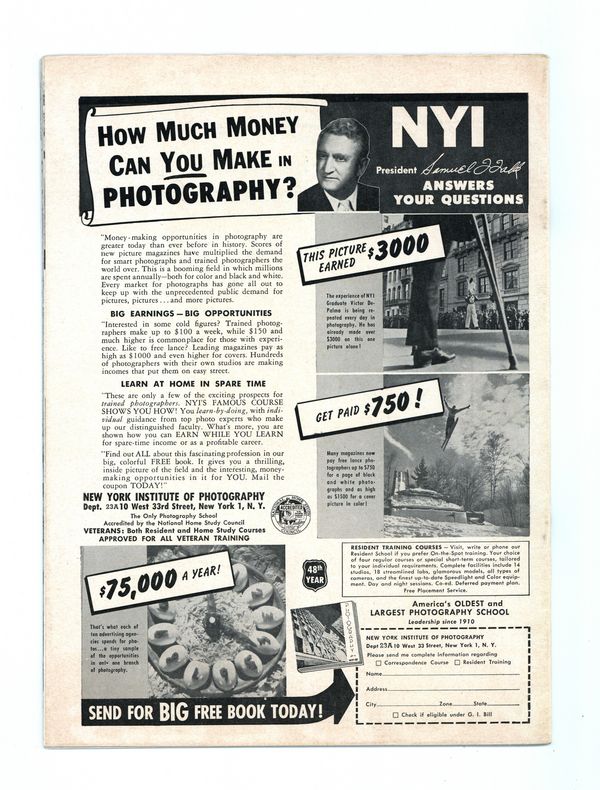 HOW MUCH MONEY
CAN YOU MAKE IN
PHOTOGRAPHY?
NYI
President Samuel I Falk
ANSWERS
YOUR QUESTIONS
"Money-making opportunities in photography are
greater today than ever before in history. Scores of
new picture magazines have multiplied the demand
for smart photographs and trained photographers the
world over. This is a booming field in which millions
are spent annually—both for color and black and white.
Every market for photographs has gone all out to
keep up with the unprecedented public demand for
pictures, pictures . . . and more pictures.
BIG EARNINGS — BIG OPPORTUNITIES
"Interested in some cold figures? Trained photog-
raphers make up to $100 a week, while $150 and
much higher is commonplace for those with experi-
ence. Like to free lance? Leading magazines pay as
high as $1000 and even higher for covers. Hundreds
of photographers with their own studios are making
incomes that put them on easy street.
LEARN AT HOME IN SPARE TIME
"These are only a few of the exciting prospects for
trained photographers. NYI'S FAMOUS COURSE
SHOWS YOU HOW! You learn-by-doing, with indi-
vidual guidance from top photo experts who make
up our distinguished faculty. What's more, you are
shown how you can EARN WHILE YOU LEARN
for spare-time income or as a profitable career.
"Find out ALL about this fascinating profession in our
big, colorful FREE book. It gives you a thrilling,
inside picture of the field and the interesting, money-
making opportunities in it for YOU. Mail the
coupon TODAY!"
NEW YORK INSTITUTE OF PHOTOGRAPHY
Dept. 23A 10 West 33rd Street, New York 1, N. Y.
The Only Photography School
Accredited by the National Home Study Council
VETERANS: Both Resident and Home Study Courses
APPROVED FOR ALL VETERAN TRAINING
ACCREDITED
THIS PICTURE EARNED $3000
The experience of NYI
Graduate Victor De-
Palma is being re-
peated every day in
photography. He has
already made over
$3000 on this one
picture alone!
GET PAID $750!
Many magazines now
pay free lance pho-
tographers up to $750
for a page of black
and white photo-
graphs and as high
as $1500 for a cover
picture in color!
RESIDENT TRAINING COURSES — Visit, write or phone our
Resident School if you prefer On-the-Spot training. Your choice
of four regular courses or special short-term courses, tailored
to your individual requirements. Complete facilities include 14
studios, 18 streamlined labs, glamorous models, all types of
cameras, and the finest up-to-date Speedlight and Color equip-
ment. Day and night sessions. Co-ed. Deferred payment plan.
Free Placement Service.
$75,000 A YEAR!
That's what each of
ten advertising agen-
cies spends for pho-
tos...a tiny sample
of the opportunities
in only one branch
of photography.
48th
YEAR
SEND FOR BIG FREE BOOK TODAY!
America's OLDEST and
LARGEST PHOTOGRAPHY SCHOOL
Leadership since 1910
NEW YORK INSTITUTE OF PHOTOGRAPHY
Dept 23A 10 West 33 Street, New York 1, N. Y.
Please send me complete information regarding
Correspondence Course Resident Training
Name
Address
City Zone State
Check if eligible under G. I. Bill